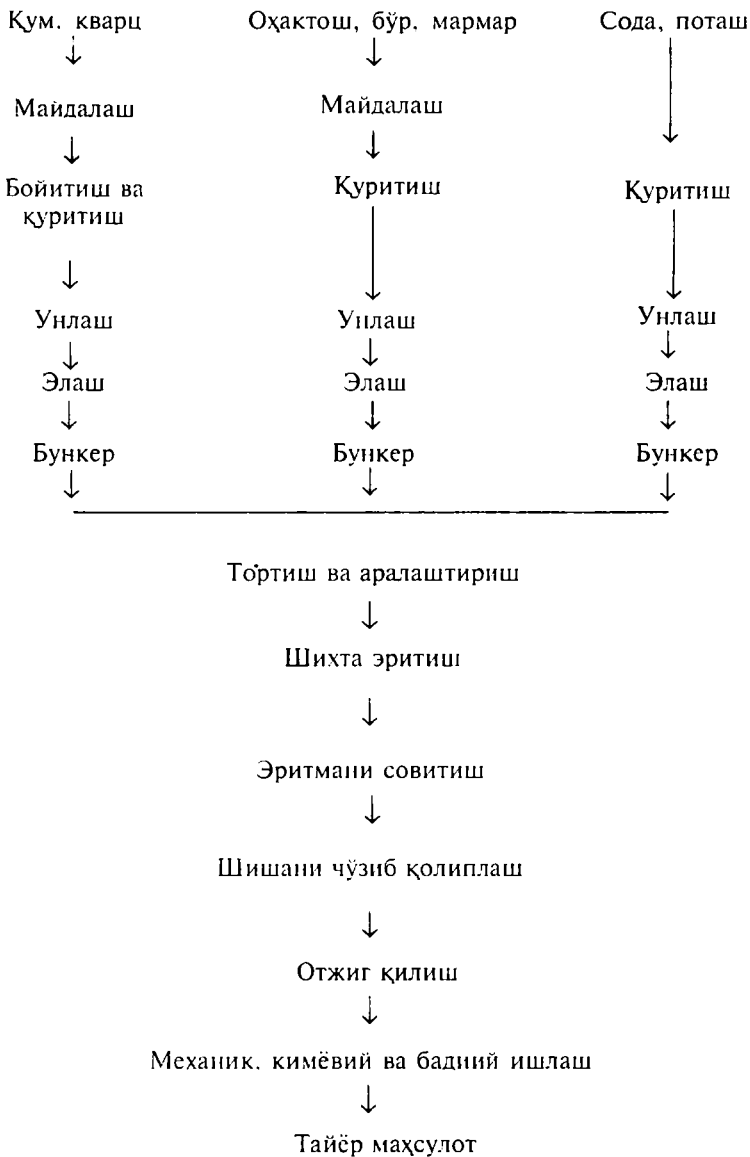 Қум, кварц
Оҳактош, бўр, мармар
Сода, поташ
Майдалаш
Майдалаш
Бойитиш ва
қуритиш
Қуритиш
Қуритиш
Унлаш
Унлаш
Унлаш
Элаш
Элаш
Элаш
Бункер
Бункер
Бункер
Тортиш ва аралаштириш
Шихта эритиш
Эритмани совитиш
Шишани чўзиб қолиплаш
Отжиг қилиш
Механик, кимёвий ва бадиий ишлаш
Тайёр маҳсулот